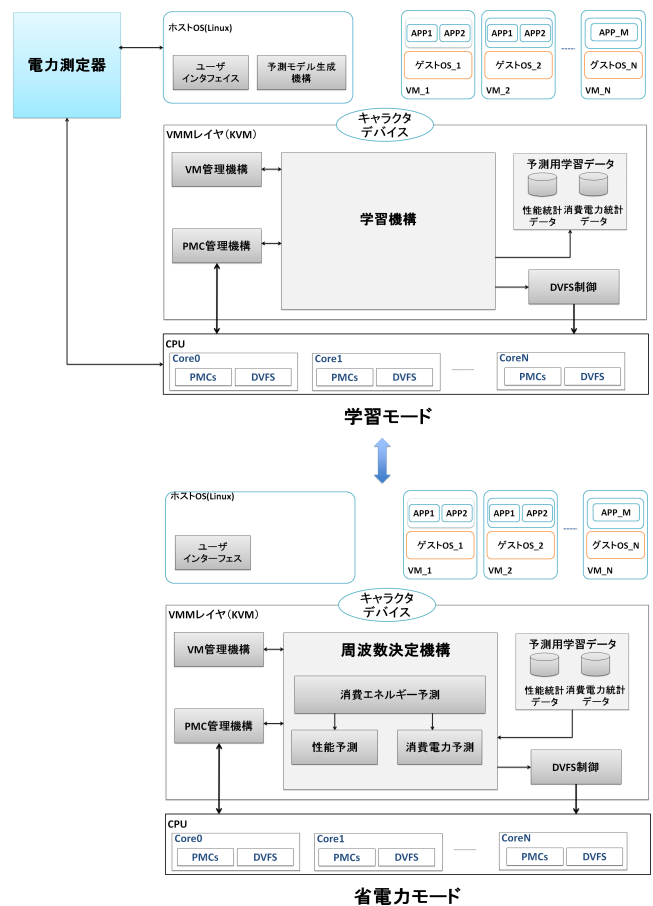 電力測定器
ホストOS(Linux)
ユーザ
インタフェイス
予測モデル生成
機構
APP1
APP2
ゲストOS_1
VM_1
APP1
APP2
ゲストOS_2
VM_2
APP_M
ゲストOS_N
VM_N
キャラクタ
デバイス
VMMレイヤ(KVM)
VM管理機構
PMC管理機構
学習機構
予測用学習データ
性能統計
データ
消費電力統計
データ
DVFS制御
CPU
Core0
PMCs
DVFS
Core1
PMCs
DVFS
CoreN
PMCs
DVFS
学習モード
ホストOS(Linux)
ユーザ
インターフェス
APP1
APP2
ゲストOS_1
VM_1
APP1
APP2
ゲストOS_2
VM_2
APP_M
ゲストOS_N
VM_N
キャラクタ
デバイス
VMMレイヤ(KVM)
VM管理機構
PMC管理機構
周波数決定機構
消費エネルギー予測
性能予測
消費電力予測
予測用学習データ
性能統計
データ
消費電力統計
データ
DVFS制御
CPU
Core0
PMCs
DVFS
Core1
PMCs
DVFS
CoreN
PMCs
DVFS
省電力モード